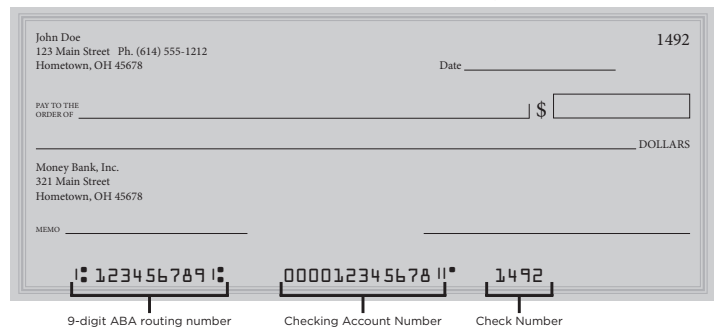 John Doe
1492
123 Main Street Ph. (614) 555-1212
Hometown, OH 45678
Date
PAY TO THE
ORDER OF
$
DOLLARS
Money Bank, Inc.
321 Main Street
Hometown, OH 45678
MEMO
⑆123456789⑆ 000012345678⑈ 1492
9-digit ABA routing number Checking Account Number Check Number